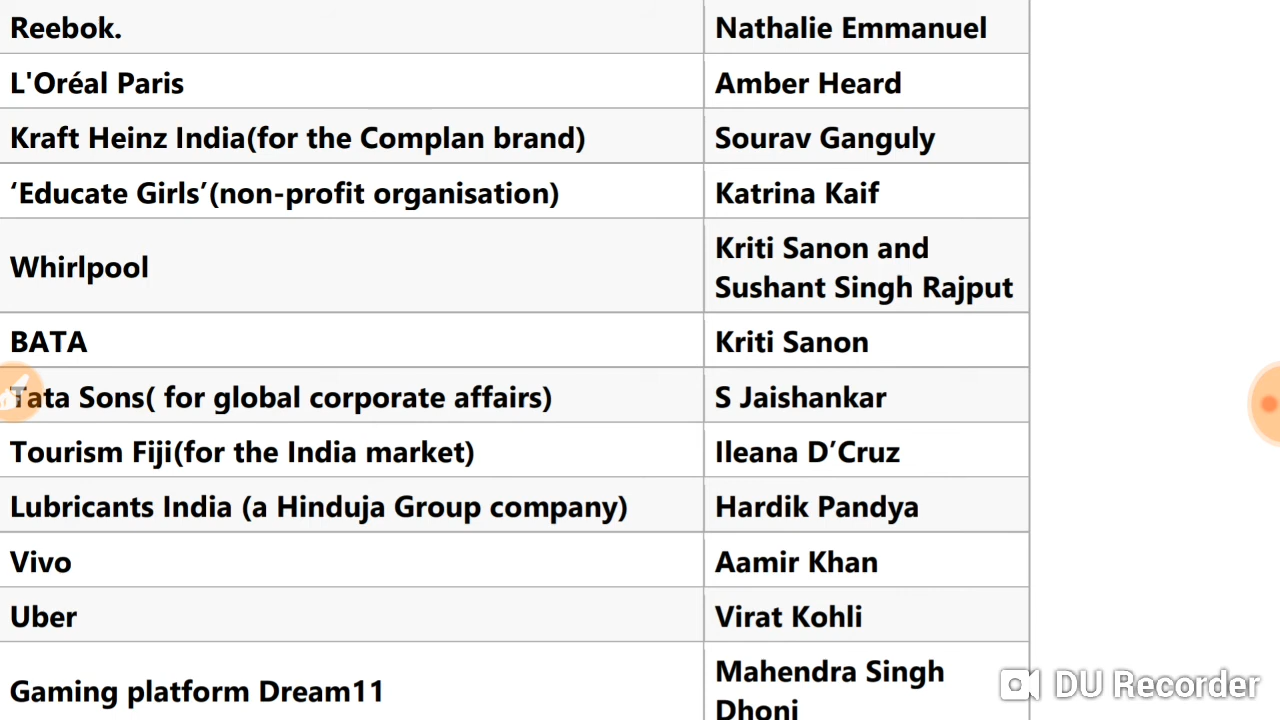 Reebok. Nathalie Emmanuel
L'Oréal Paris Amber Heard
Kraft Heinz India(for the Complan brand) Sourav Ganguly
‘Educate Girls’(non-profit organisation) Katrina Kaif
Whirlpool Kriti Sanon and
Sushant Singh Rajput
BATA Kriti Sanon
Tata Sons( for global corporate affairs) S Jaishankar
Tourism Fiji(for the India market) Ileana D’Cruz
Lubricants India (a Hinduja Group company) Hardik Pandya
Vivo Aamir Khan
Uber Virat Kohli
Gaming platform Dream11 Mahendra Singh
Dhoni
DU Recorder